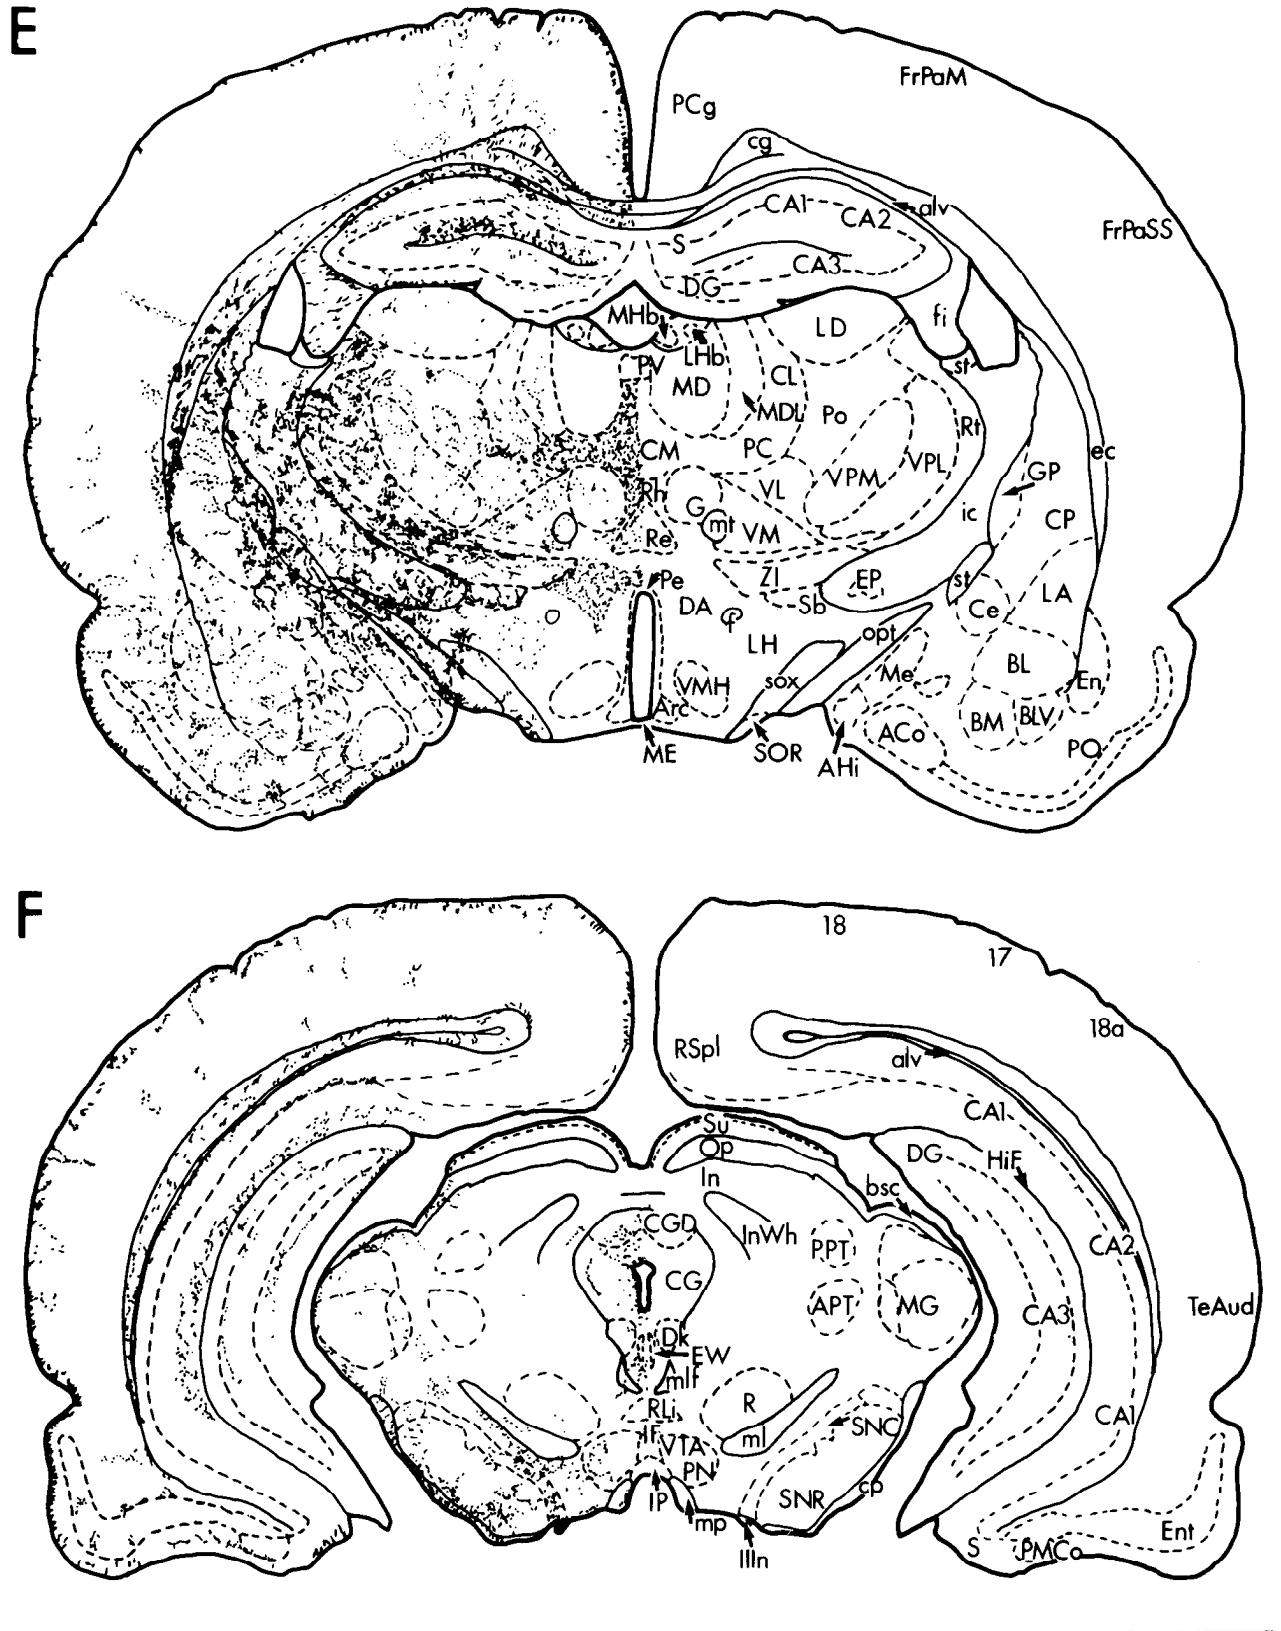 E
FrPaM
PCg
cg
CA1
CA2
alv
FrPaSS
S
CA3
DG
MHb
fi
LD
LHb
PV
MD
CL
st
MDL
Po
Rt
CM
PC
VPM
VPL
ec
GP
Rh
G
VL
ic
CP
mt
VM
Re
Pe
ZI
EP
st
LA
DA
f
Sb
Ce
LH
opt
BL
Me
En
VMH
sox
Arc
BM
BLV
ACo
PO
ME
SOR
AHi
F
18
17
18a
RSpl
alv
CA1
Su
Op
DG
HiF
In
bsc
CGD
InWh
PPT
CA2
CG
APT
MG
CA3
TeAud
Dk
EW
mlf
RLi
R
IF
VTA
ml
SNC
CA1
PN
SNR
cp
IP
mp
IIIn
S
PMCo
Ent